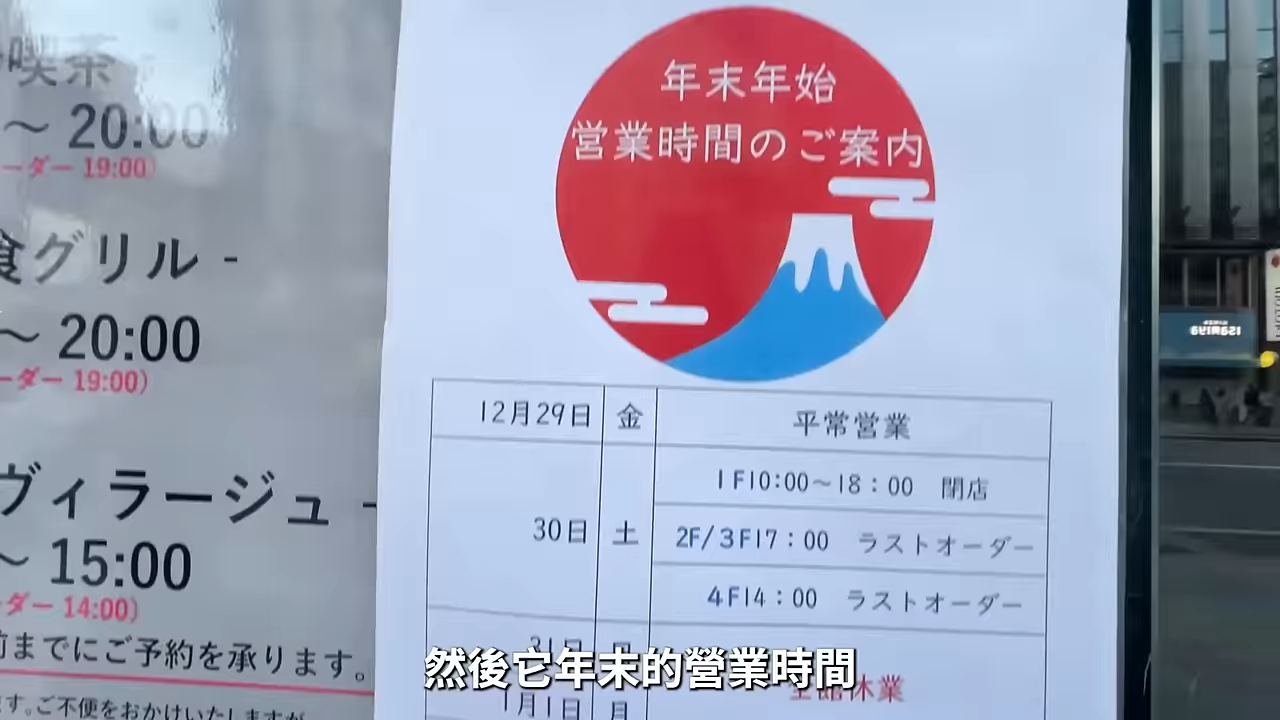 喫茶
～ 20:00
ーダー 19:00)
食グリル -
～ 20:00
ーダー 19:00)
ヴィラージュ -
～ 15:00
ダー 14:00)
前までにご予約を承ります。
ます。ご不便をおかけいたしますが
年末年始
営業時間のご案内
12月29日 金 平常営業
30日 土
1F10:00～18：00 閉店
2F/3F17：00 ラストオーダー
4F14：00 ラストオーダー
31日 日
1月1日 月
全館休業
然後它年末的營業時間